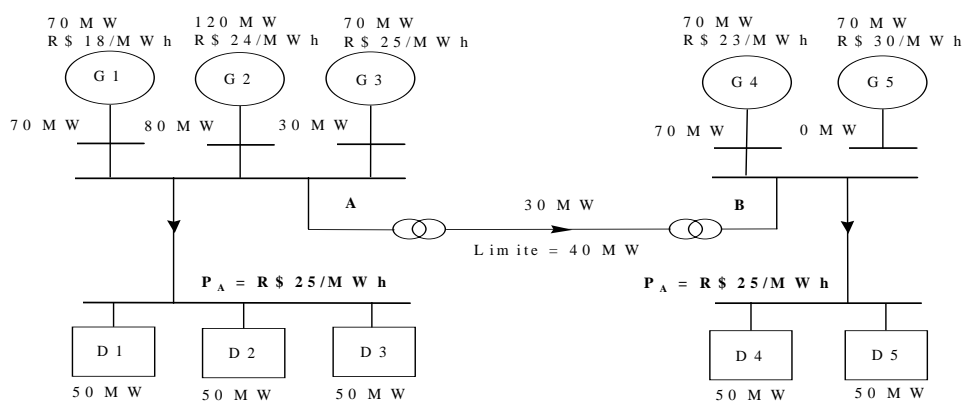 70 MW
R$ 18/MWh
120 MW
R$ 24/MWh
70 MW
R$ 25/MWh
70 MW
R$ 23/MWh
70 MW
R$ 30/MWh
G1
G2
G3
G4
G5
70 MW
80 MW
30 MW
70 MW
0 MW
A
30 MW
B
Limite = 40 MW
PA = R$ 25/MWh
PA = R$ 25/MWh
D1
D2
D3
D4
D5
50 MW
50 MW
50 MW
50 MW
50 MW